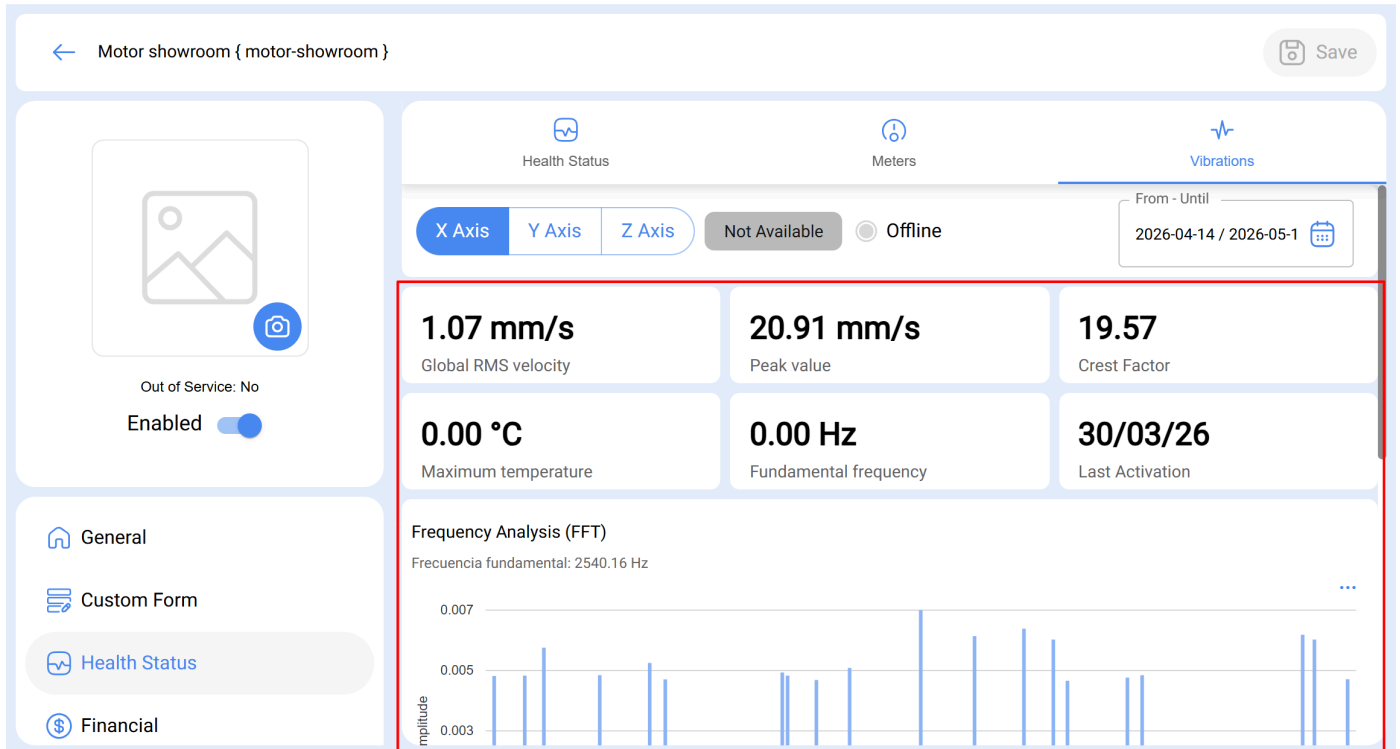 Motor showroom { motor-showroom }
Save
Out of Service: No
Enabled
General
Custom Form
Health Status
Financial
Health Status
Meters
Vibrations
X Axis
Y Axis
Z Axis
Not Available
Offline
From - Until
2026-04-14 / 2026-05-1
1.07 mm/s
Global RMS velocity
20.91 mm/s
Peak value
19.57
Crest Factor
0.00 °C
Maximum temperature
0.00 Hz
Fundamental frequency
30/03/26
Last Activation
Frequency Analysis (FFT)
Frecuencia fundamental: 2540.16 Hz
0.007
0.005
0.003
mplitude